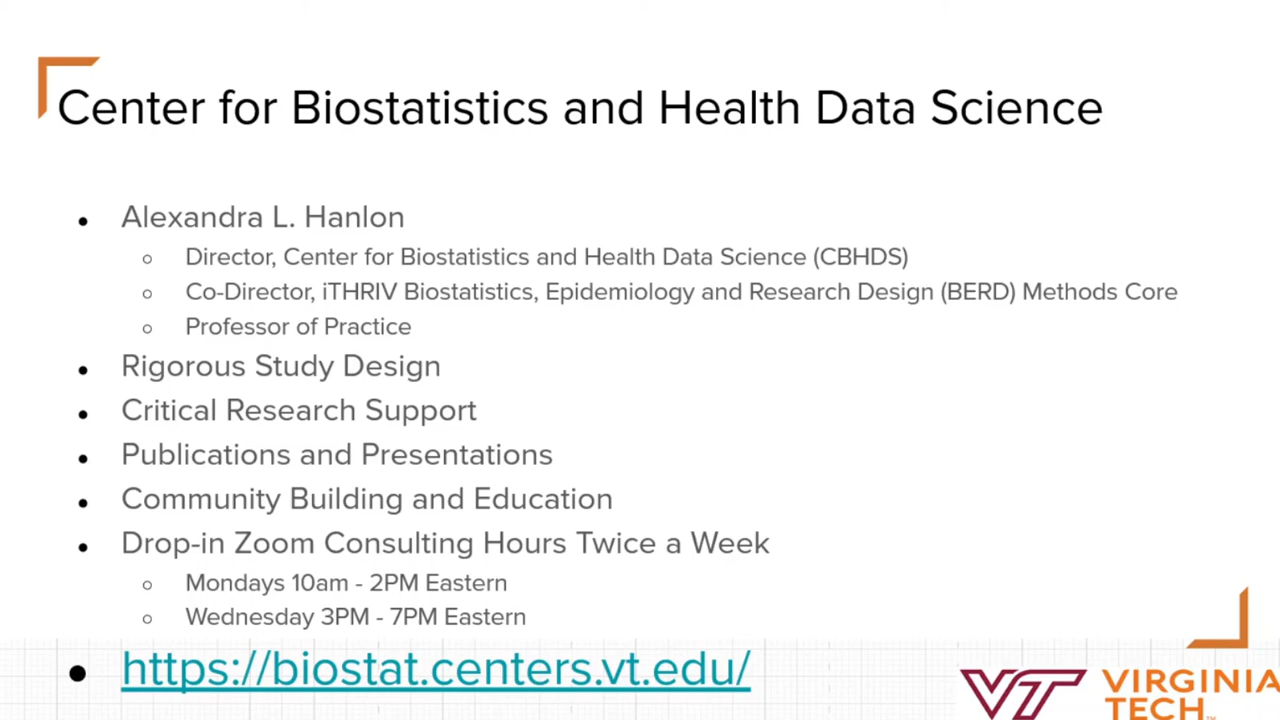 Center for Biostatistics and Health Data Science
• Alexandra L. Hanlon
○ Director, Center for Biostatistics and Health Data Science (CBHDS)
○ Co-Director, iTHRIV Biostatistics, Epidemiology and Research Design (BERD) Methods Core
○ Professor of Practice
• Rigorous Study Design
• Critical Research Support
• Publications and Presentations
• Community Building and Education
• Drop-in Zoom Consulting Hours Twice a Week
○ Mondays 10am - 2PM Eastern
○ Wednesday 3PM - 7PM Eastern
• https://biostat.centers.vt.edu/
VT VIRGINIA
TECH™